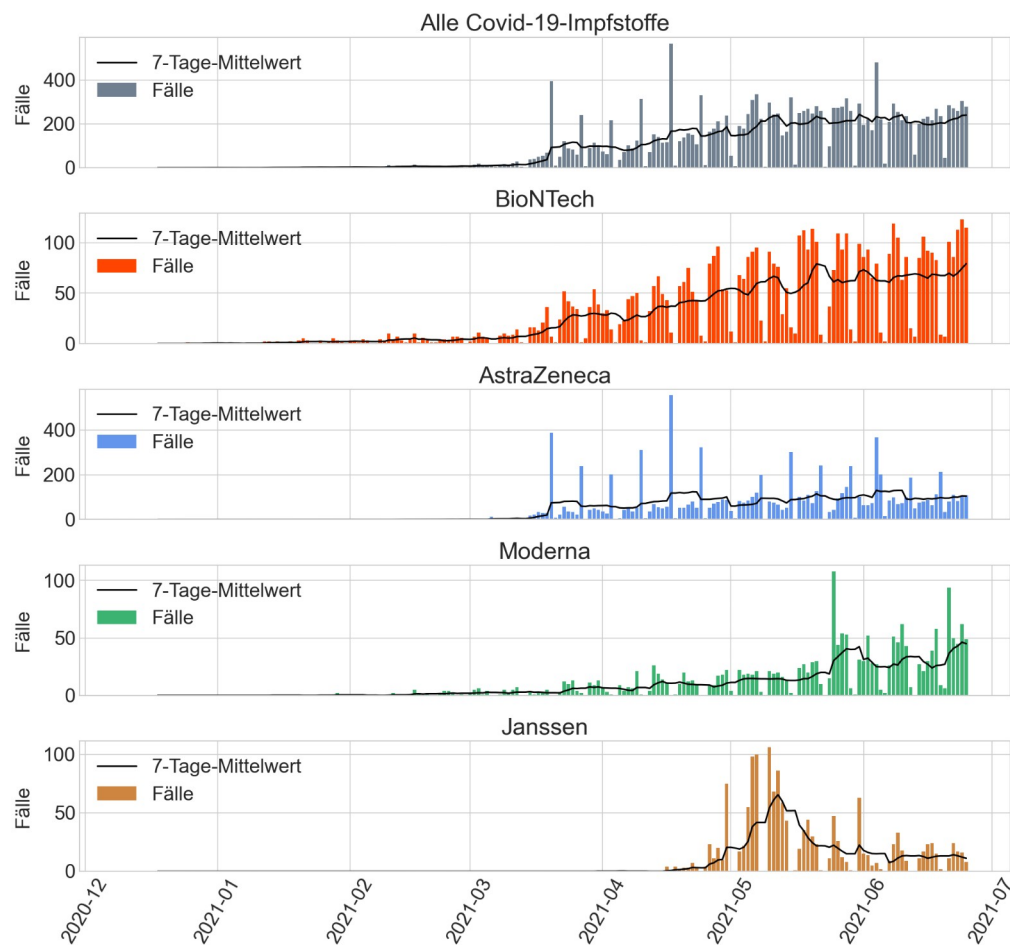 Alle Covid-19-Impfstoffe
Fälle
400
200
0
7-Tage-Mittelwert
Fälle
BioNTech
Fälle
100
50
0
7-Tage-Mittelwert
Fälle
AstraZeneca
Fälle
400
200
0
7-Tage-Mittelwert
Fälle
Moderna
Fälle
100
50
0
7-Tage-Mittelwert
Fälle
Janssen
Fälle
100
50
0
7-Tage-Mittelwert
Fälle
2020-12
2021-01
2021-02
2021-03
2021-04
2021-05
2021-06
2021-07